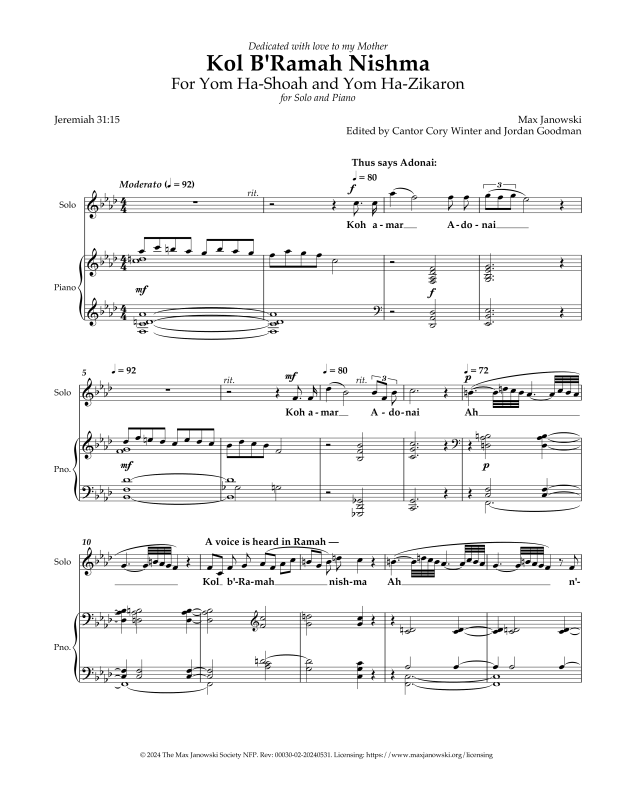 Dedicated with love to my Mother
Kol B'Ramah Nishma
For Yom Ha-Shoah and Yom Ha-Zikaron
for Solo and Piano
Jeremiah 31:15
Max Janowski
Edited by Cantor Cory Winter and Jordan Goodman
Thus says Adonai:
Moderato (♩ = 92)
rit.
♩ = 80
f
Solo
Koh a - mar A - do - nai
3
Piano
mf
f
5
♩ = 92
rit.
mf
♩ = 80
rit.
3
♩ = 72
p
Solo
Koh a - mar A - do - nai Ah
Pno.
mf
p
10
A voice is heard in Ramah —
Solo
Kol b'-Ra-mah nish-ma Ah n'-
Pno.
© 2024 The Max Janowski Society NFP. Rev: 00030-02-20240531. Licensing: https://www.maxjanowski.org/licensing